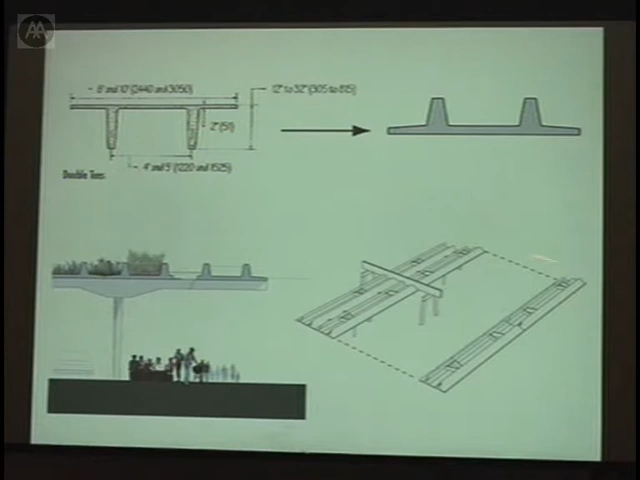 8' and 10' (2440 and 3050)
12" to 32" (305 to 815)
2" (51)
4' and 5' (1220 and 1525)
Double Tees